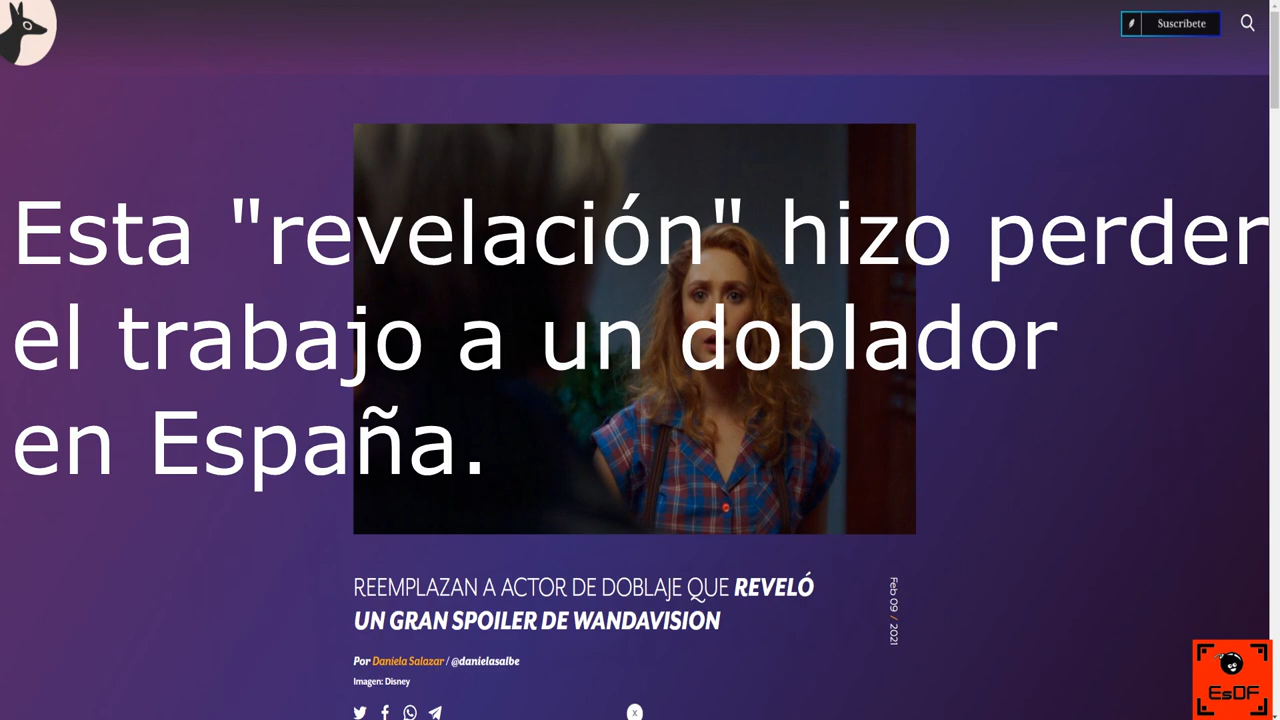 Suscríbete
Esta "revelación" hizo perder
el trabajo a un doblador
en España.
REEMPLAZAN A ACTOR DE DOBLAJE QUE REVELÓ
UN GRAN SPOILER DE WANDAVISION
Feb 09 / 2021
Por Daniela Salazar / @danielasalbe
Imagen: Disney
X
EsDF